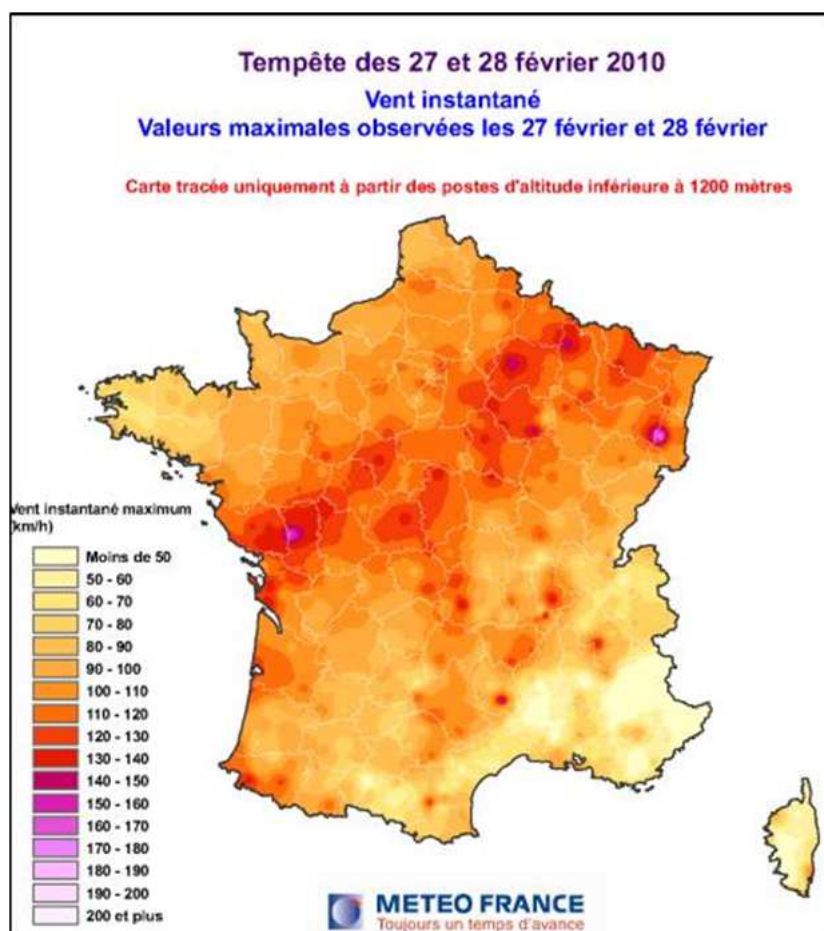 Tempête des 27 et 28 février 2010
Vent instantané
Valeurs maximales observées les 27 février et 28 février
Carte tracée uniquement à partir des postes d'altitude inférieure à 1200 mètres
Vent instantané maximum
(km/h)
Moins de 50
50 - 60
60 - 70
70 - 80
80 - 90
90 - 100
100 - 110
110 - 120
120 - 130
130 - 140
140 - 150
150 - 160
160 - 170
170 - 180
180 - 190
190 - 200
200 et plus
METEO FRANCE
Toujours un temps d'avance